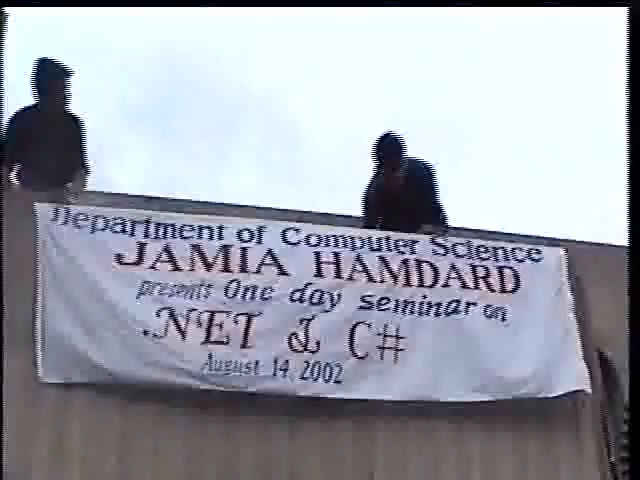 Department of Computer Science
JAMIA HAMDARD
presents One day seminar on
.NET & C#
August 14, 2002